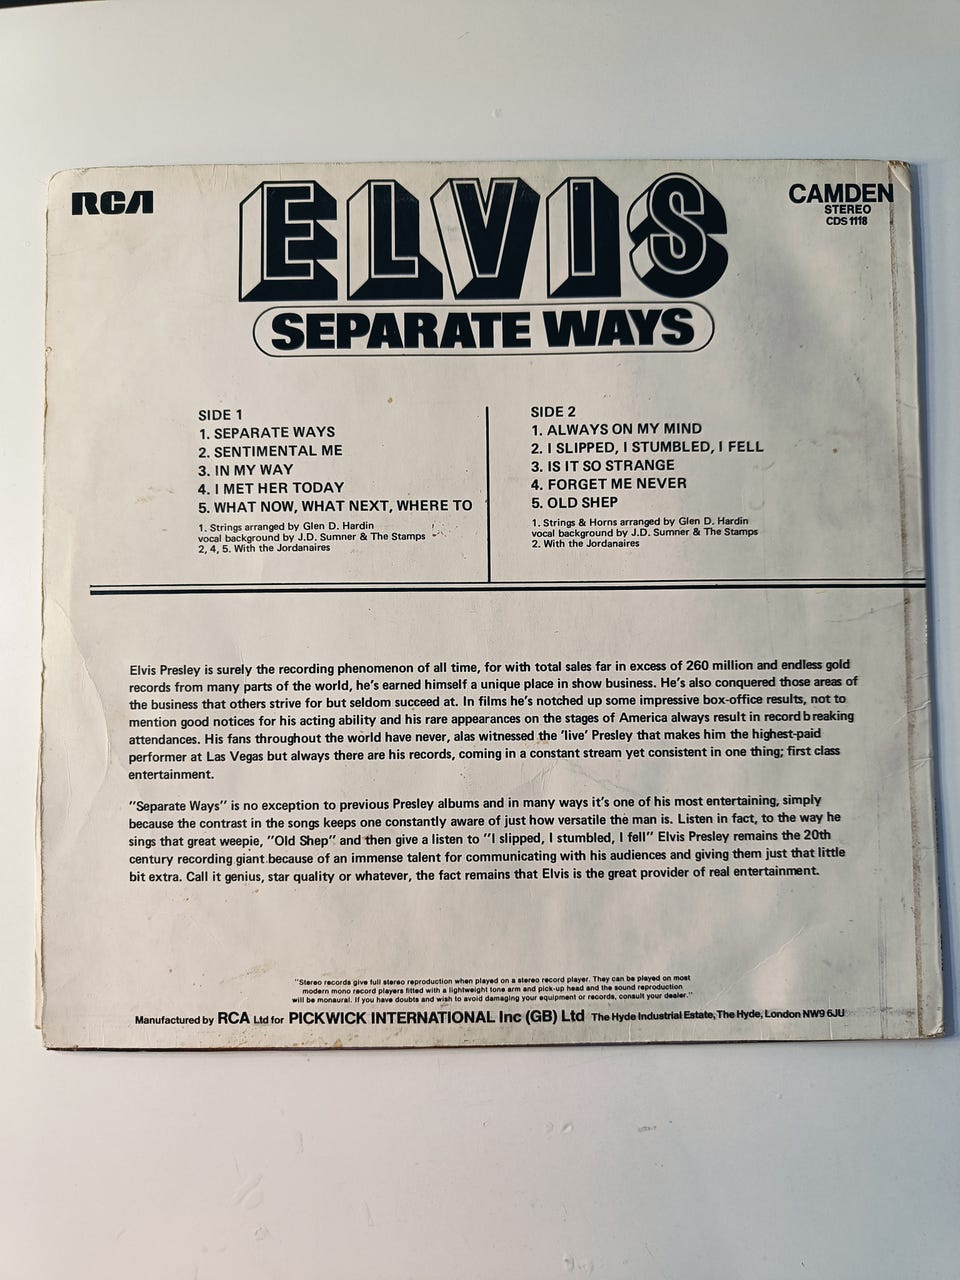 RCA
ELVIS
CAMDEN
STEREO
CDS 1118
SEPARATE WAYS
SIDE 1
1. SEPARATE WAYS
2. SENTIMENTAL ME
3. IN MY WAY
4. I MET HER TODAY
5. WHAT NOW, WHAT NEXT, WHERE TO
1. Strings arranged by Glen D. Hardin
vocal background by J.D. Sumner & The Stamps
2, 4, 5. With the Jordanaires
SIDE 2
1. ALWAYS ON MY MIND
2. I SLIPPED, I STUMBLED, I FELL
3. IS IT SO STRANGE
4. FORGET ME NEVER
5. OLD SHEP
1. Strings & Horns arranged by Glen D. Hardin
vocal background by J.D. Sumner & The Stamps
2. With the Jordanaires
Elvis Presley is surely the recording phenomenon of all time, for with total sales far in excess of 260 million and endless gold
records from many parts of the world, he's earned himself a unique place in show business. He's also conquered those areas of
the business that others strive for but seldom succeed at. In films he's notched up some impressive box-office results, not to
mention good notices for his acting ability and his rare appearances on the stages of America always result in record breaking
attendances. His fans throughout the world have never, alas witnessed the 'live' Presley that makes him the highest-paid
performer at Las Vegas but always there are his records, coming in a constant stream yet consistent in one thing; first class
entertainment.
"Separate Ways" is no exception to previous Presley albums and in many ways it's one of his most entertaining, simply
because the contrast in the songs keeps one constantly aware of just how versatile the man is. Listen in fact, to the way he
sings that great weepie, "Old Shep" and then give a listen to "I slipped, I stumbled, I fell" Elvis Presley remains the 20th
century recording giant because of an immense talent for communicating with his audiences and giving them just that little
bit extra. Call it genius, star quality or whatever, the fact remains that Elvis is the great provider of real entertainment.
"Stereo records give full stereo reproduction when played on a stereo record player. They can be played on most
modern mono record players fitted with a lightweight tone arm and pick-up head and the sound reproduction
will be monaural. If you have doubts and wish to avoid damaging your equipment or records, consult your dealer."
Manufactured by RCA Ltd for PICKWICK INTERNATIONAL Inc (GB) Ltd The Hyde Industrial Estate, The Hyde, London NW9 6JU